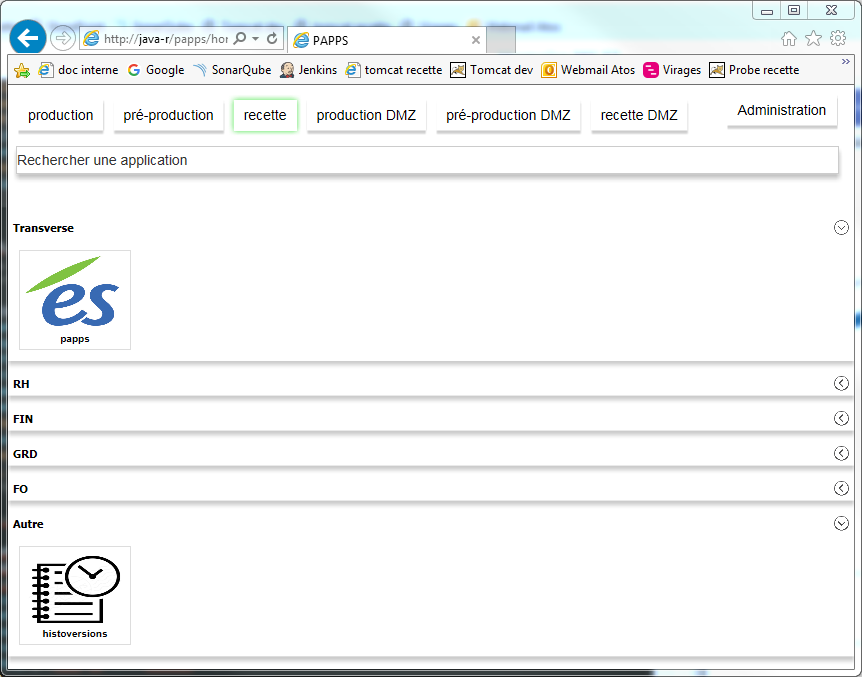 http://java-r/papps/hor
PAPPS
doc interne Google SonarQube Jenkins tomcat recette Tomcat dev Webmail Atos Virages Probe recette
production pré-production recette production DMZ pré-production DMZ recette DMZ Administration
Rechercher une application
Transverse
es
papps
RH
FIN
GRD
FO
Autre
histoversions